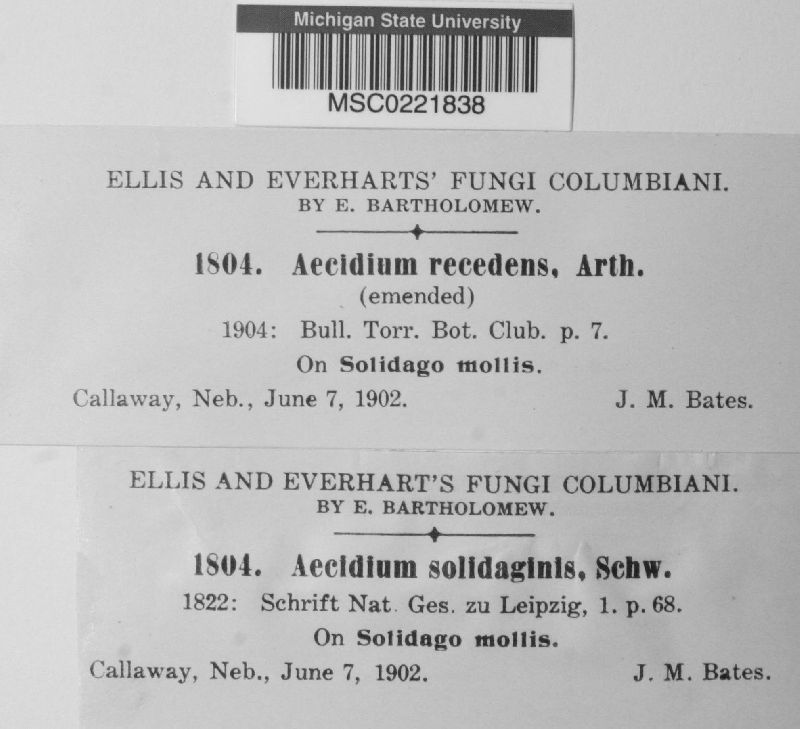 Michigan State University
MSC0221838
ELLIS AND EVERHARTS' FUNGI COLUMBIANI.
BY E. BARTHOLOMEW.
1804. Aecidium recedens, Arth.
(emended)
1904: Bull. Torr. Bot. Club. p. 7.
On Solidago mollis.
Callaway, Neb., June 7, 1902. J. M. Bates.
ELLIS AND EVERHART'S FUNGI COLUMBIANI.
BY E. BARTHOLOMEW.
1804. Aecidium solidaginis, Schw.
1822: Schrift Nat. Ges. zu Leipzig, 1. p. 68.
On Solidago mollis.
Callaway, Neb., June 7, 1902. J. M. Bates.